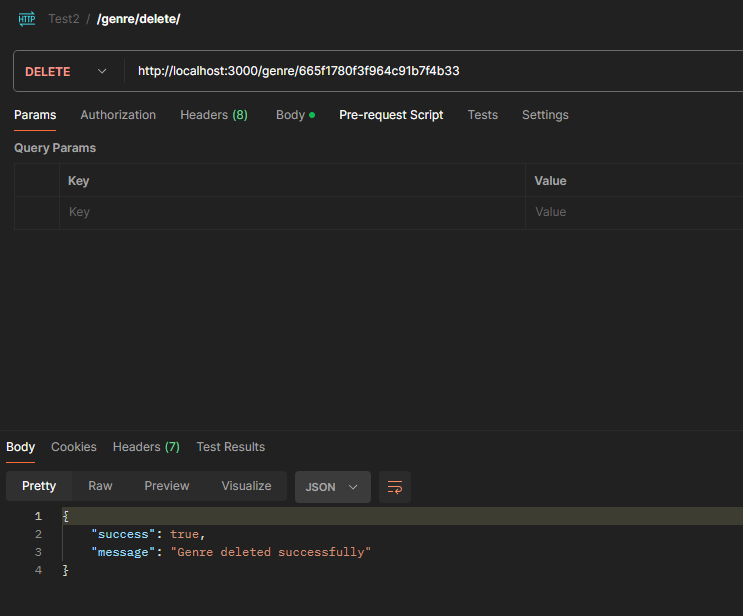 HTTP Test2 / /genre/delete/
DELETE http://localhost:3000/genre/665f1780f3f964c91b7f4b33
Params Authorization Headers (8) Body Pre-request Script Tests Settings
Query Params
Key Value
Key Value
Body Cookies Headers (7) Test Results
Pretty Raw Preview Visualize JSON
1 {
2 "success": true,
3 "message": "Genre deleted successfully"
4 }